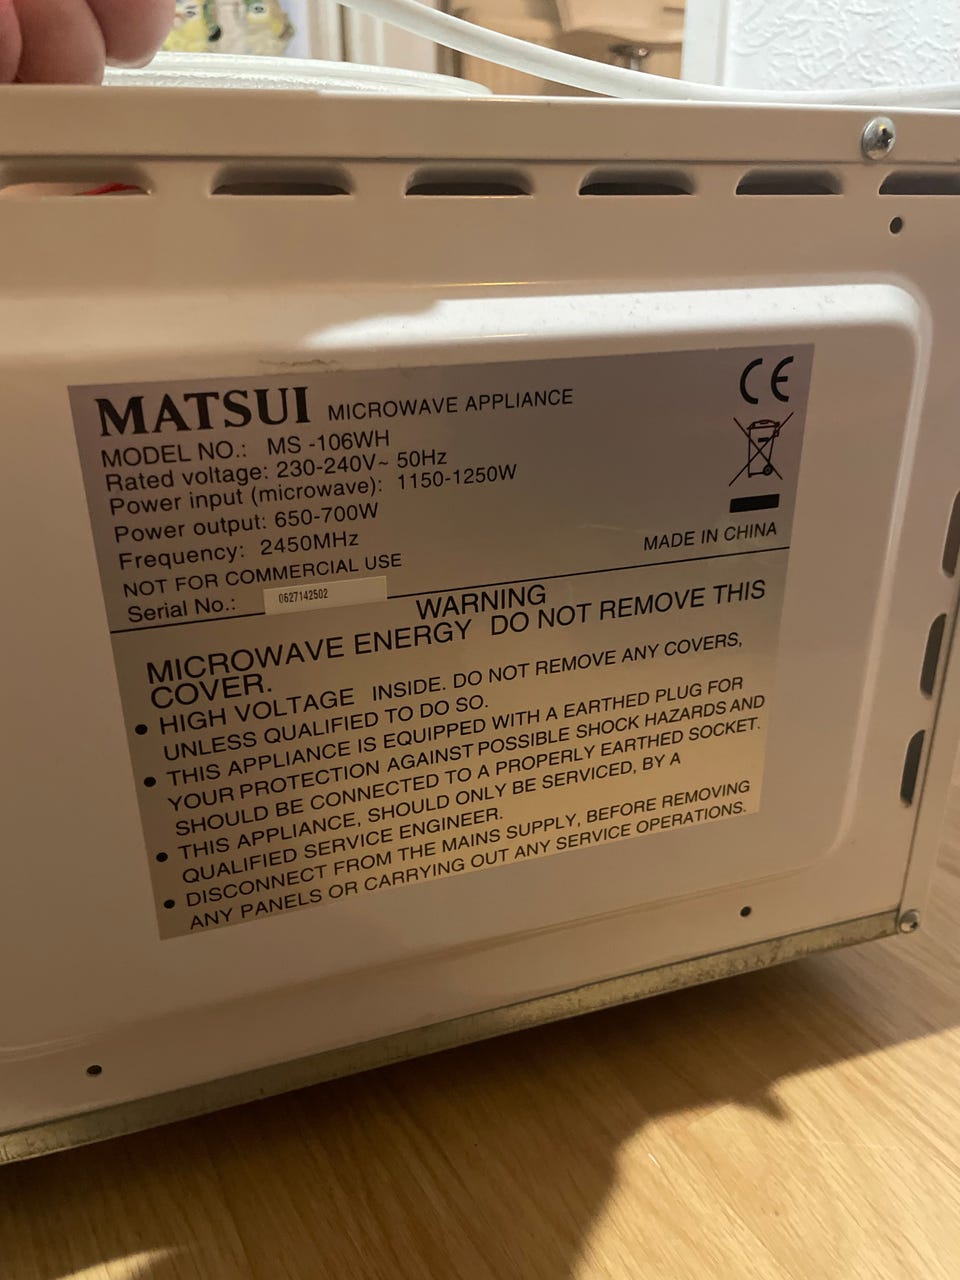 MATSUI MICROWAVE APPLIANCE
MODEL NO.: MS -106WH
Rated voltage: 230-240V~ 50Hz
Power input (microwave): 1150-1250W
Power output: 650-700W
Frequency: 2450MHz
NOT FOR COMMERCIAL USE
Serial No.: 0627142502
CE
MADE IN CHINA
WARNING
MICROWAVE ENERGY DO NOT REMOVE THIS
COVER.
• HIGH VOLTAGE INSIDE. DO NOT REMOVE ANY COVERS,
UNLESS QUALIFIED TO DO SO.
• THIS APPLIANCE IS EQUIPPED WITH A EARTHED PLUG FOR
YOUR PROTECTION AGAINST POSSIBLE SHOCK HAZARDS AND
SHOULD BE CONNECTED TO A PROPERLY EARTHED SOCKET.
• THIS APPLIANCE, SHOULD ONLY BE SERVICED, BY A
QUALIFIED SERVICE ENGINEER.
• DISCONNECT FROM THE MAINS SUPPLY, BEFORE REMOVING
ANY PANELS OR CARRYING OUT ANY SERVICE OPERATIONS.